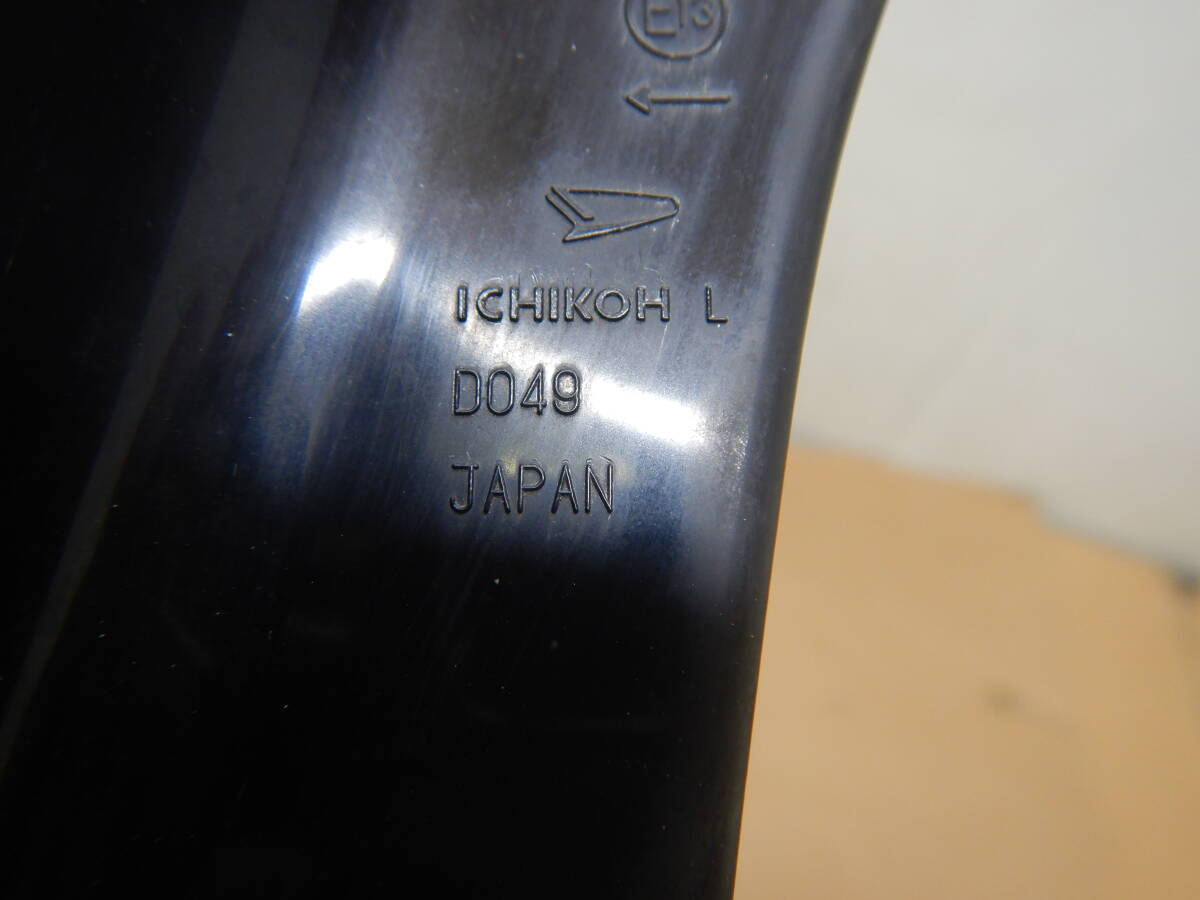 E13
ICHIKOH L
D049
JAPAN